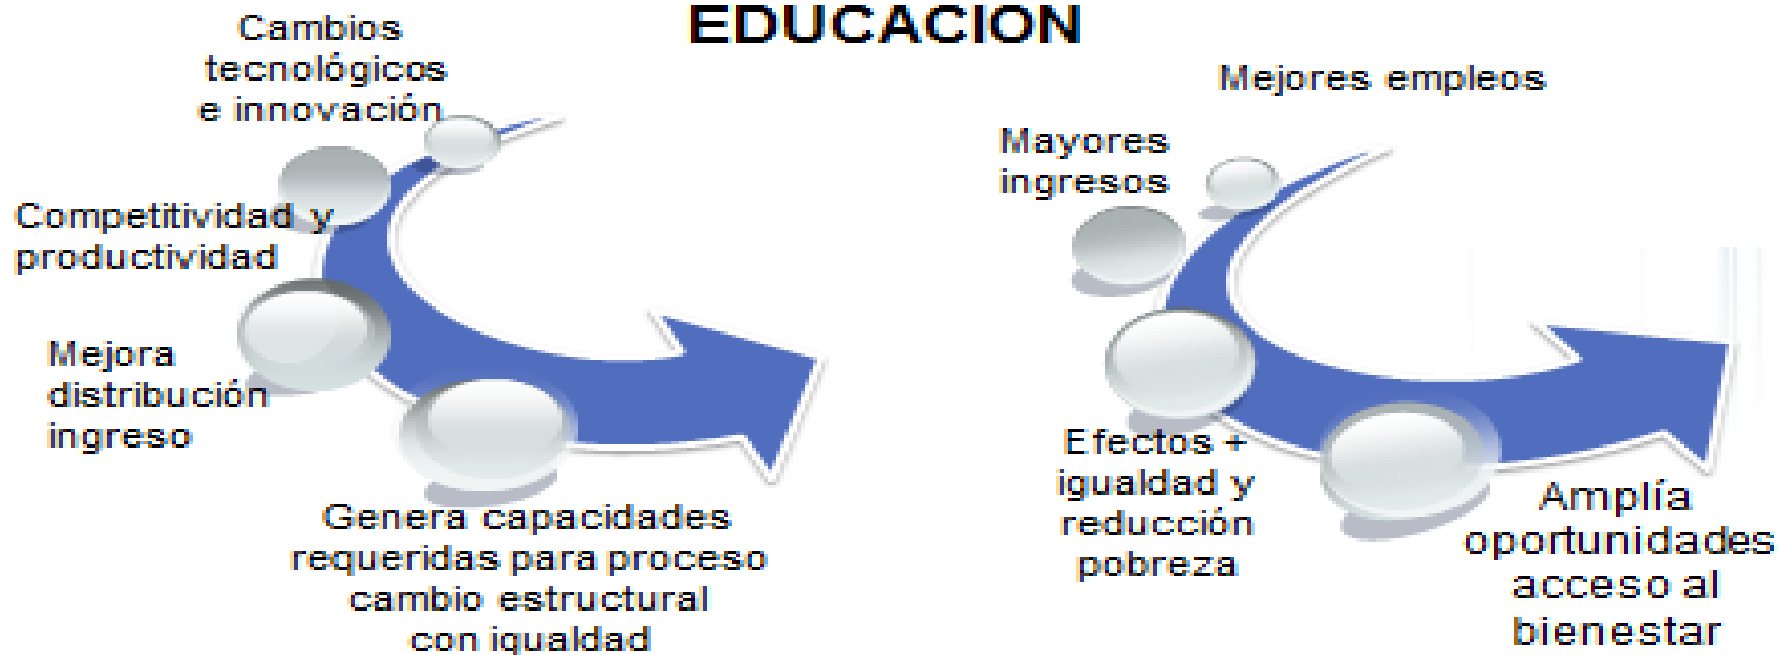 EDUCACION
Cambios
tecnológicos
e innovación
Competitividad y
productividad
Mejora
distribución
ingreso
Genera capacidades
requeridas para proceso
cambio estructural
con igualdad
Mejores empleos
Mayores
ingresos
Efectos +
igualdad y
reducción
pobreza
Amplía
oportunidades
acceso al
bienestar